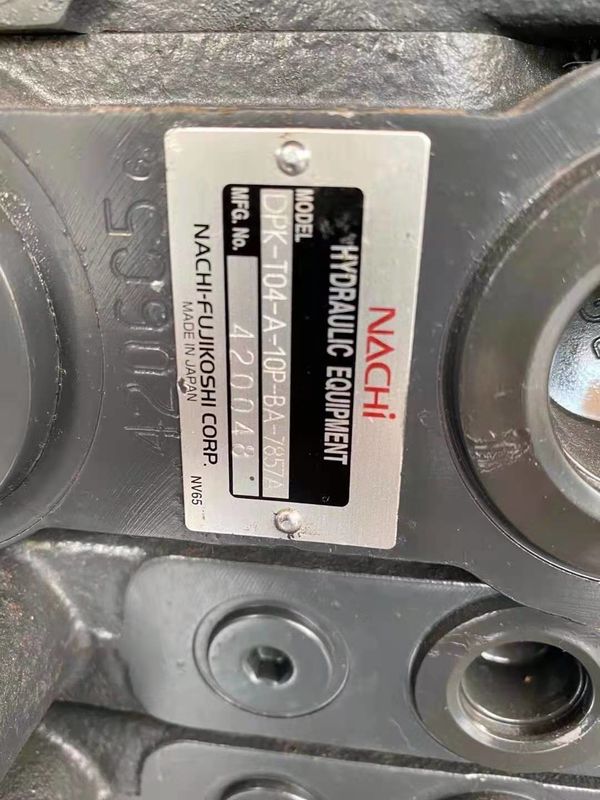 NACHi
HYDRAULIC EQUIPMENT
MODEL
DPK-T04-A-10P-BA-7857A
MFG. No.
420048
NACHI-FUJIKOSHI CORP.
MADE IN JAPAN
NV65